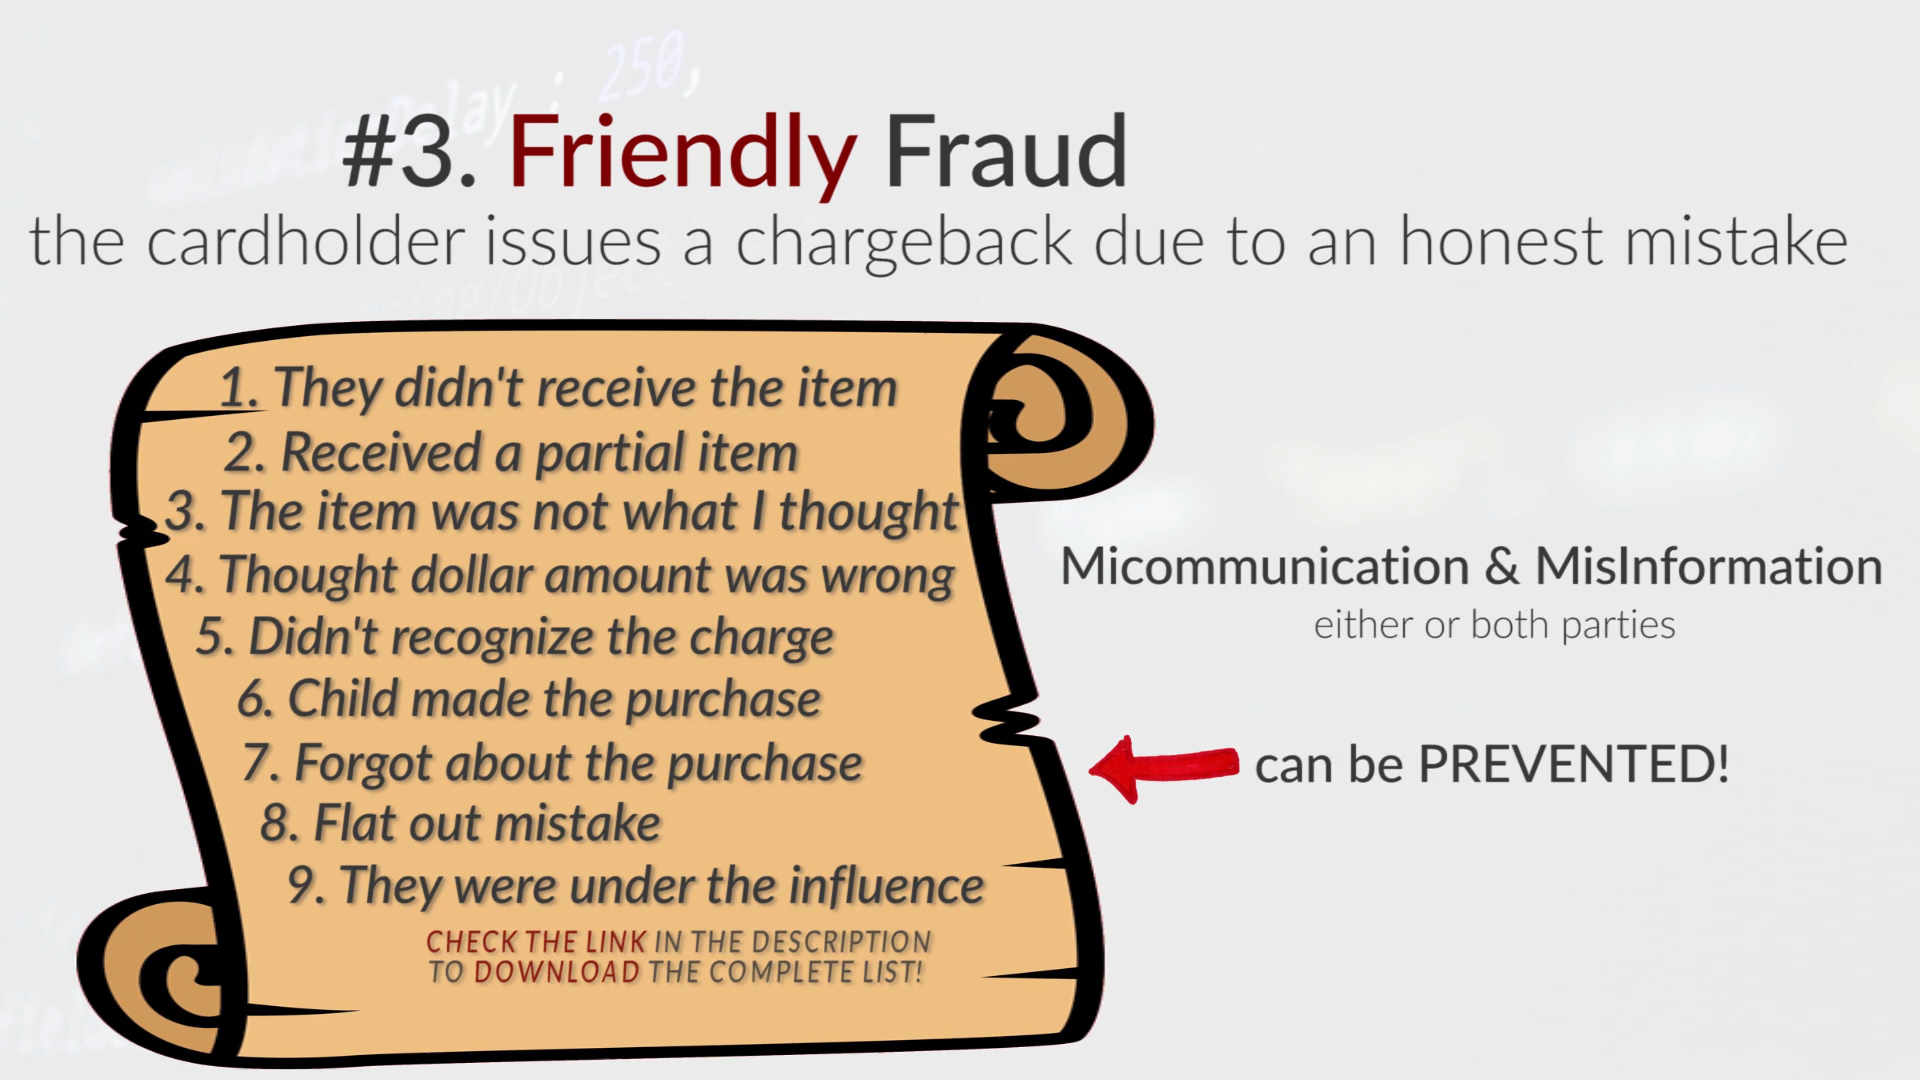 250,
#3. Friendly Fraud
the cardholder issues a chargeback due to an honest mistake
1. They didn't receive the item
2. Received a partial item
3. The item was not what I thought
4. Thought dollar amount was wrong
5. Didn't recognize the charge
6. Child made the purchase
7. Forgot about the purchase
8. Flat out mistake
9. They were under the influence
CHECK THE LINK IN THE DESCRIPTION
TO DOWNLOAD THE COMPLETE LIST!
Micommunication & MisInformation
either or both parties
can be PREVENTED!